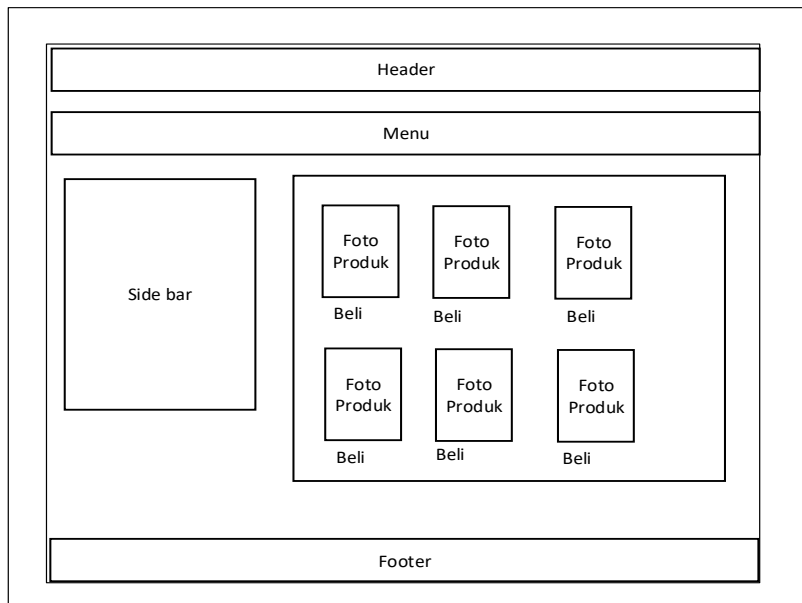 Header
Menu
Side bar
Foto
Produk
Foto
Produk
Foto
Produk
Beli
Beli
Beli
Foto
Produk
Foto
Produk
Foto
Produk
Beli
Beli
Beli
Footer